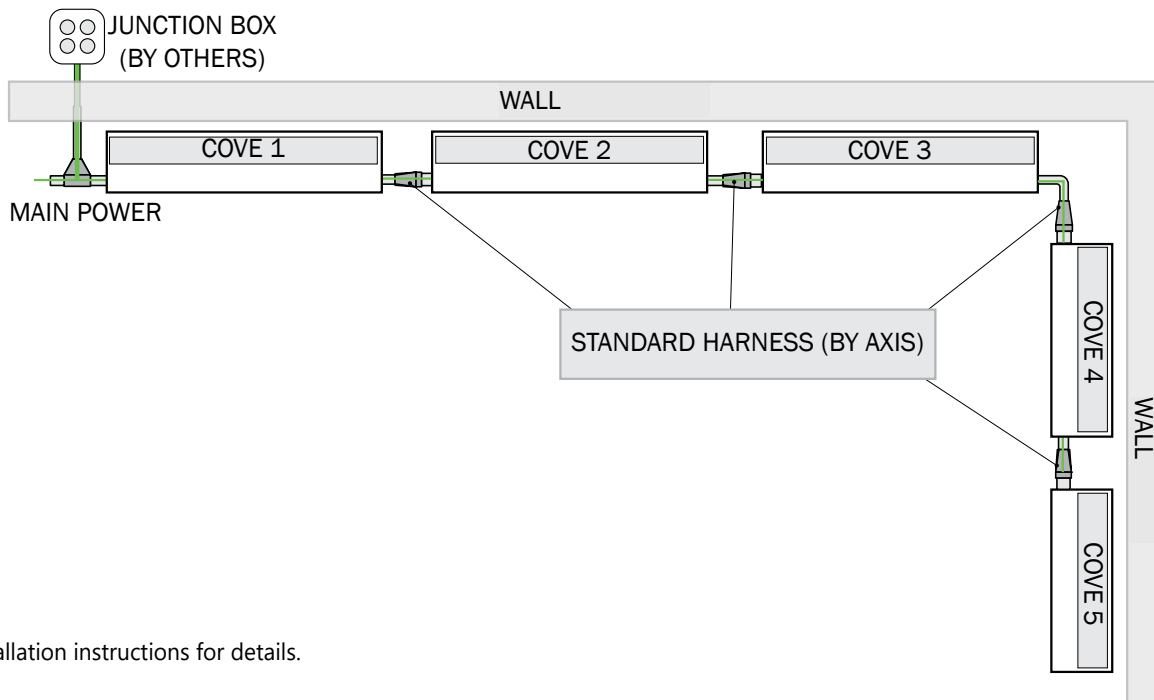 JUNCTION BOX
(BY OTHERS)
WALL
COVE 1
COVE 2
COVE 3
MAIN POWER
STANDARD HARNESS (BY AXIS)
COVE 4
WALL
COVE 5
allation instructions for details.